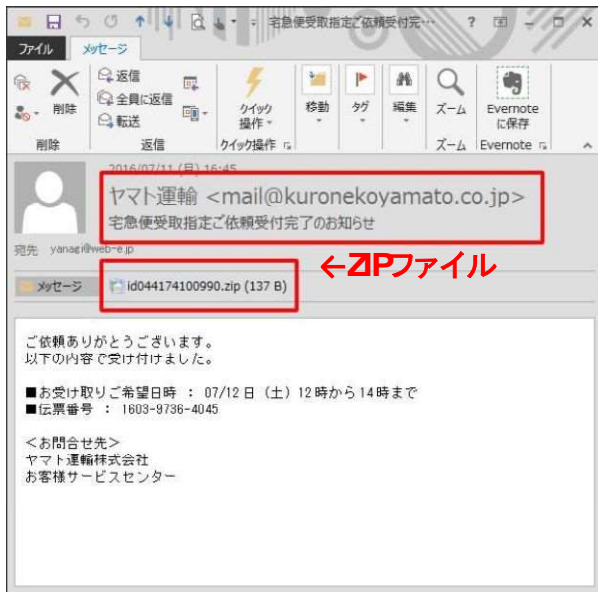 宅急便受取指定ご依頼受付完…
ファイル メッセージ
削除
返信
全員に返信
転送
クイック操作
移動
タグ
編集
ズーム
Evernoteに保存
削除 返信 クイック操作 ズーム Evernote
2016/07/11 (月) 16:45
ヤマト運輸 <mail@kuronekoyamato.co.jp>
宅急便受取指定ご依頼受付完了のお知らせ
宛先 yanagi@web-e.jp
←ZIPファイル
メッセージ id044174100990.zip (137 B)
ご依頼ありがとうございます。
以下の内容で受け付けました。
■お受け取りご希望日時 : 07/12日 (土) 12時から14時まで
■伝票番号 : 1603-9736-4045
<お問合せ先>
ヤマト運輸株式会社
お客様サービスセンター